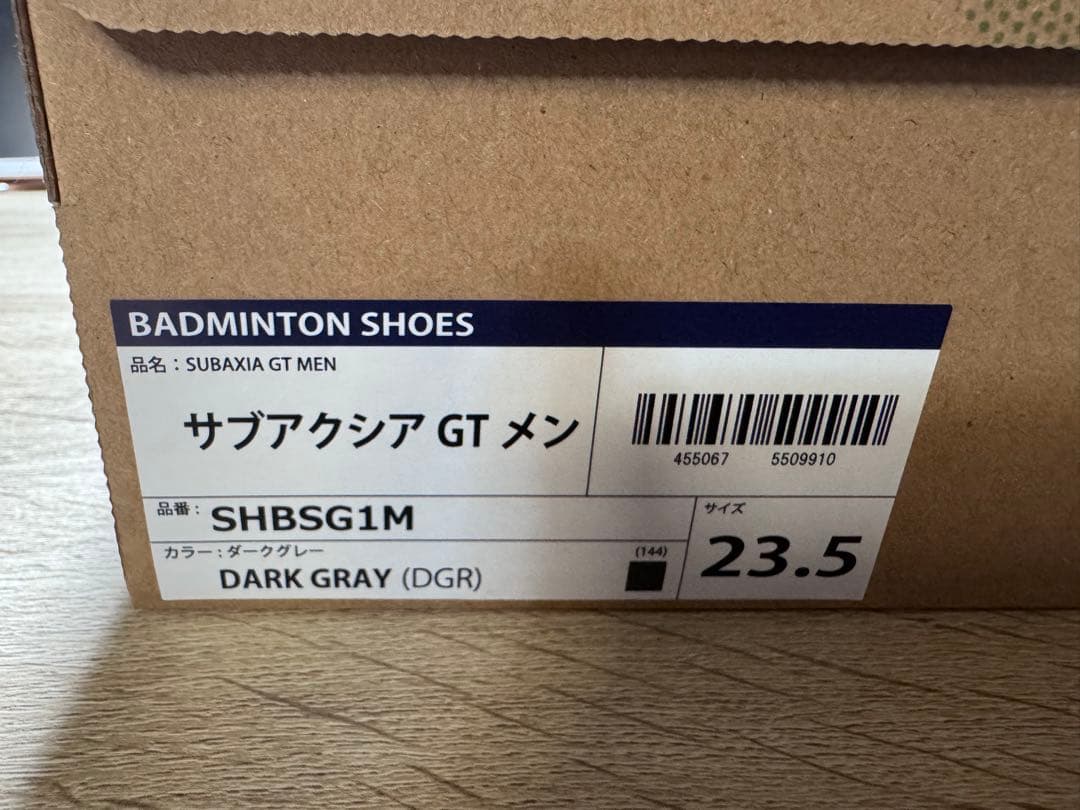 BADMINTON SHOES
品名：SUBAXIA GT MEN
サブアクシア GT メン
455067 5509910
品番： SHBSG1M
カラー：ダークグレー
DARK GRAY (DGR)
(144)
サイズ
23.5